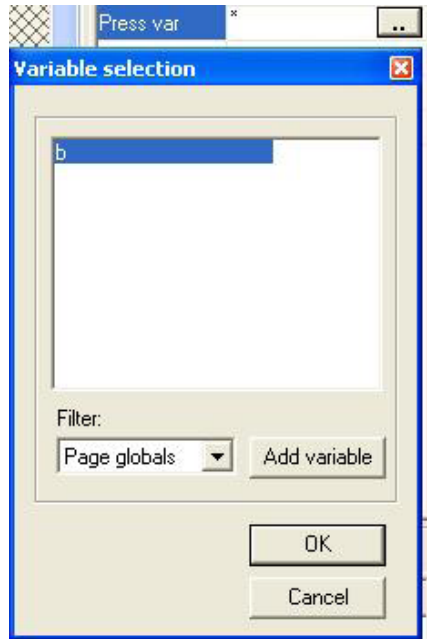 Press var * ..
Variable selection
b
Filter:
Page globals Add variable
OK
Cancel